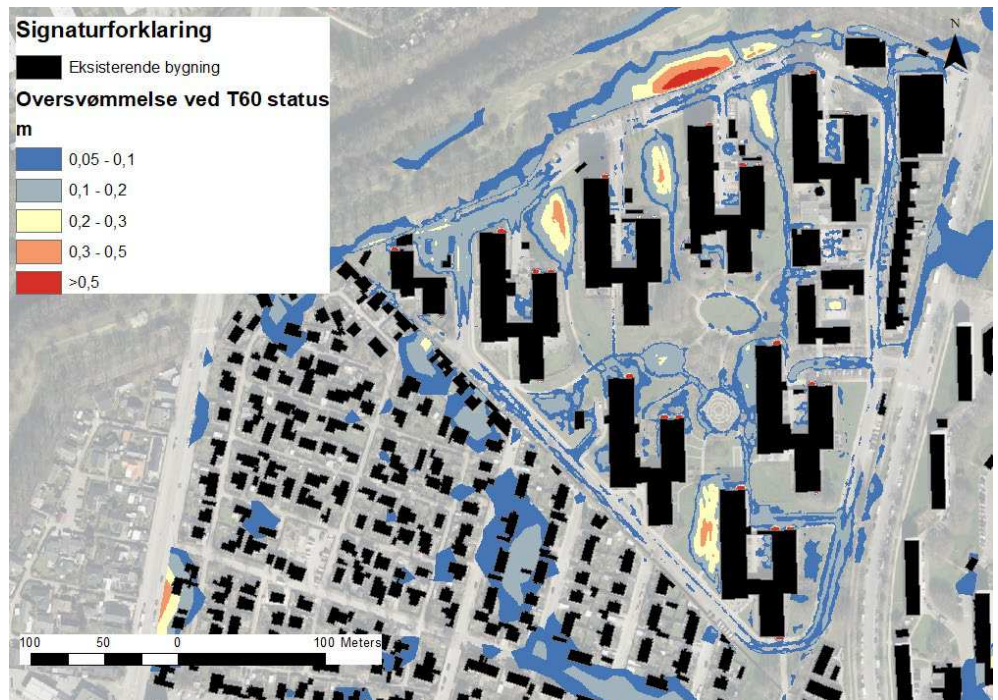 Signaturforklaring
Eksisterende bygning
Oversvømmelse ved T60 status
m
0,05 - 0,1
0,1 - 0,2
0,2 - 0,3
0,3 - 0,5
>0,5
N
100 50 0 100 Meters